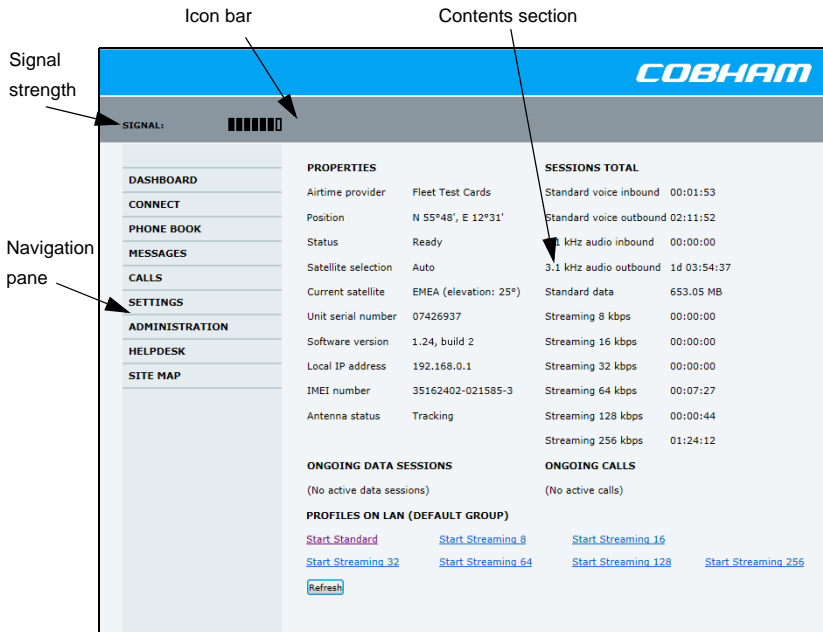 Icon bar
Contents section
Signal strength
COBHAM
SIGNAL:
Navigation pane
DASHBOARD
CONNECT
PHONE BOOK
MESSAGES
CALLS
SETTINGS
ADMINISTRATION
HELPDESK
SITE MAP
PROPERTIES
Airtime provider Fleet Test Cards
Position N 55°48', E 12°31'
Status Ready
Satellite selection Auto
Current satellite EMEA (elevation: 25°)
Unit serial number 07426937
Software version 1.24, build 2
Local IP address 192.168.0.1
IMEI number 35162402-021585-3
Antenna status Tracking
SESSIONS TOTAL
Standard voice inbound 00:01:53
Standard voice outbound 02:11:52
1 kHz audio inbound 00:00:00
3.1 kHz audio outbound 1d 03:54:37
Standard data 653.05 MB
Streaming 8 kbps 00:00:00
Streaming 16 kbps 00:00:00
Streaming 32 kbps 00:00:00
Streaming 64 kbps 00:07:27
Streaming 128 kbps 00:00:44
Streaming 256 kbps 01:24:12
ONGOING DATA SESSIONS
(No active data sessions)
ONGOING CALLS
(No active calls)
PROFILES ON LAN (DEFAULT GROUP)
Start Standard Start Streaming 8 Start Streaming 16
Start Streaming 32 Start Streaming 64 Start Streaming 128 Start Streaming 256
Refresh